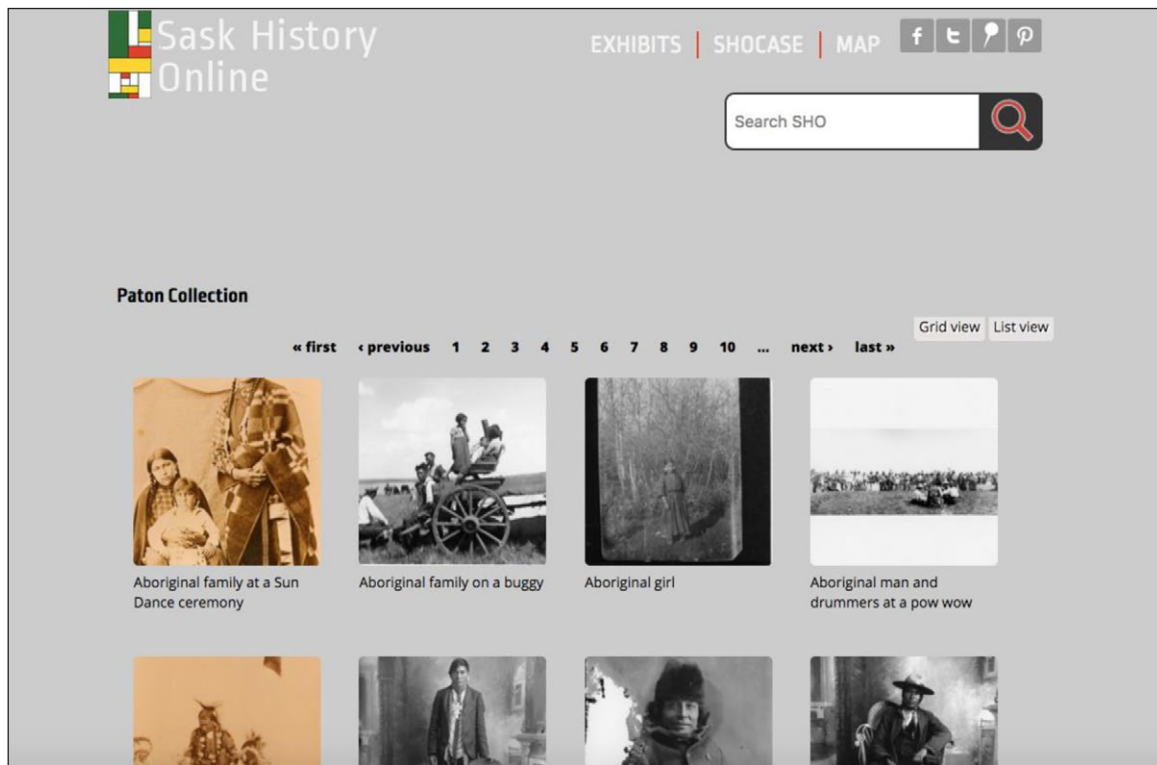 Sask History
Online
EXHIBITS | SHOCASE | MAP
Search SHO
Paton Collection
Grid view List view
« first ‹ previous 1 2 3 4 5 6 7 8 9 10 ... next › last »
Aboriginal family at a Sun
Dance ceremony
Aboriginal family on a buggy
Aboriginal girl
Aboriginal man and
drummers at a pow wow